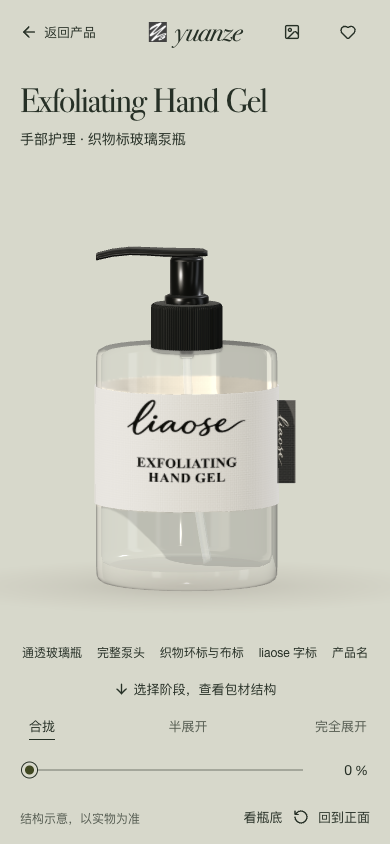 返回产品
yuanze
Exfoliating Hand Gel
手部护理 · 织物标玻璃泵瓶
liaose
EXFOLIATING
HAND GEL
liaose
通透玻璃瓶 完整泵头 织物环标与布标 liaose 字标 产品名
选择阶段，查看包材结构
合拢 半展开 完全展开
0 %
结构示意，以实物为准 看瓶底 回到正面